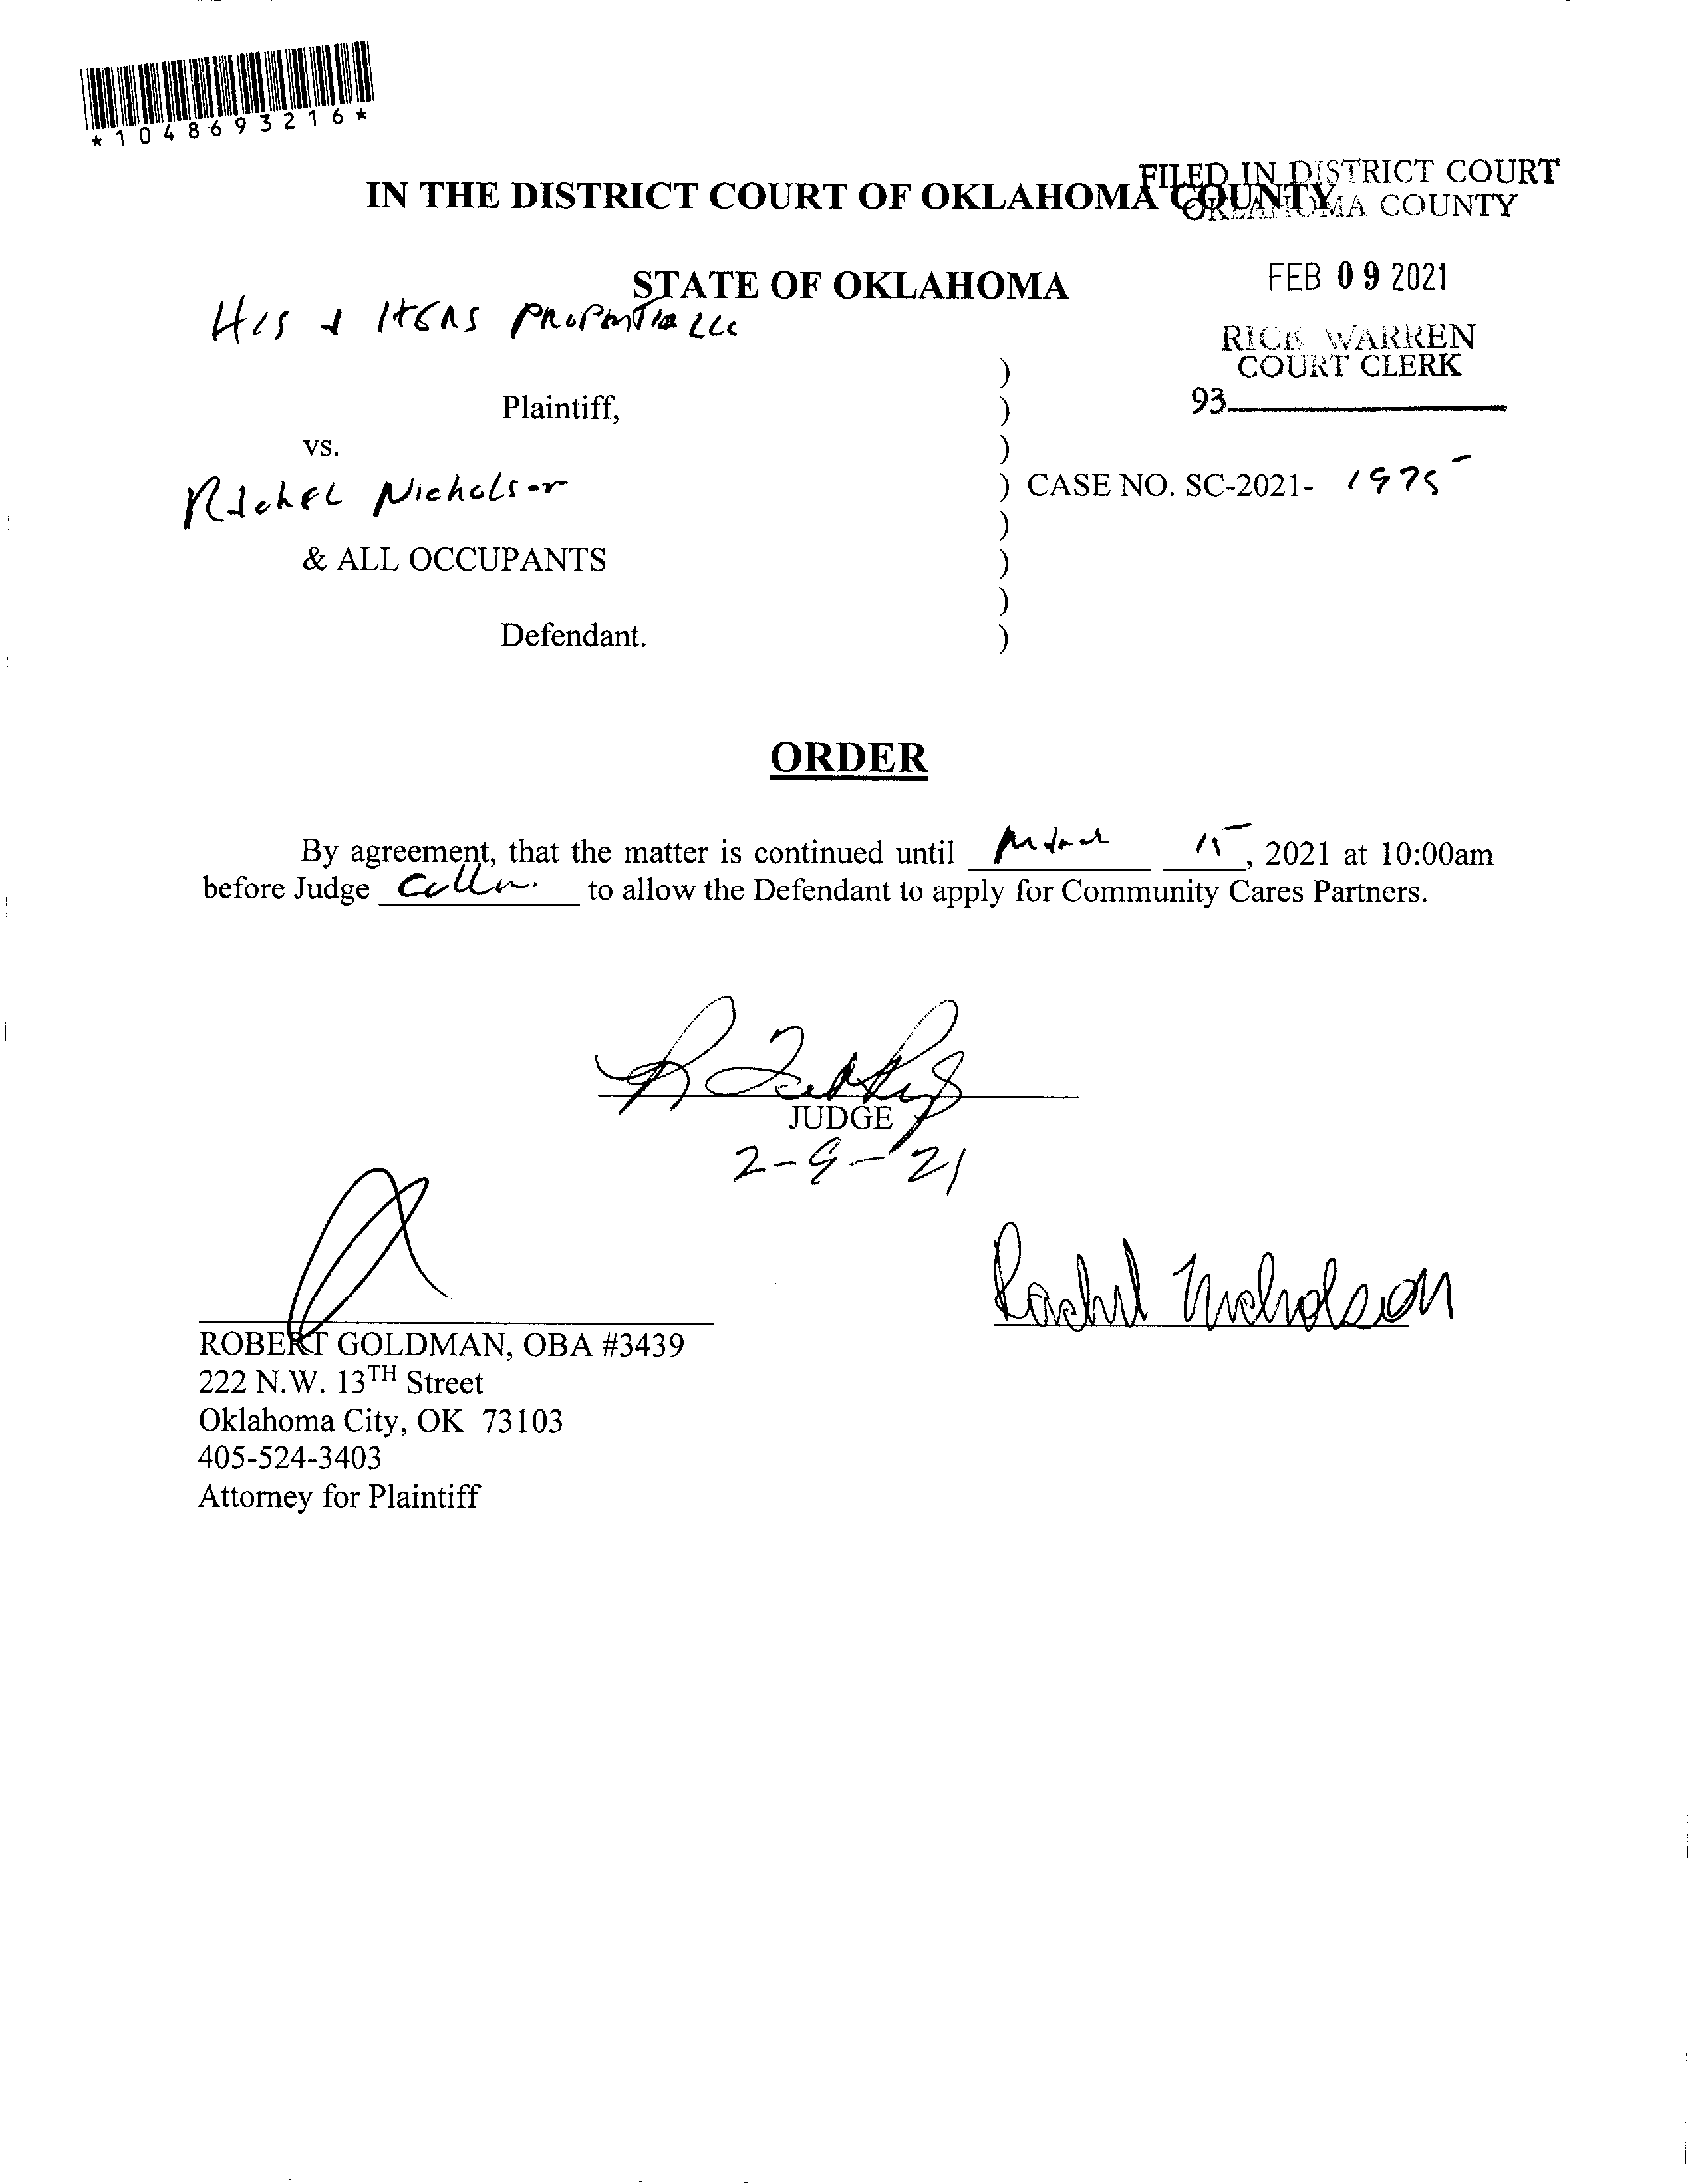 *1048693216*
FILED IN DISTRICT COURT
OKLAHOMA COUNTY
IN THE DISTRICT COURT OF OKLAHOMA COUNTY
STATE OF OKLAHOMA
FEB 09 2021
RICK WARREN
COURT CLERK
93
His & Hers LLC
)
Plaintiff, )
vs. )
Rachel Nicholson ) CASE NO. SC-2021- 1975
)
& ALL OCCUPANTS )
)
Defendant. )
ORDER
By agreement, that the matter is continued until March 15, 2021 at 10:00am
before Judge to allow the Defendant to apply for Community Cares Partners.
JUDGE
2-9-21
Rachel Nicholson
ROBERT GOLDMAN, OBA #3439
222 N.W. 13TH Street
Oklahoma City, OK 73103
405-524-3403
Attorney for Plaintiff